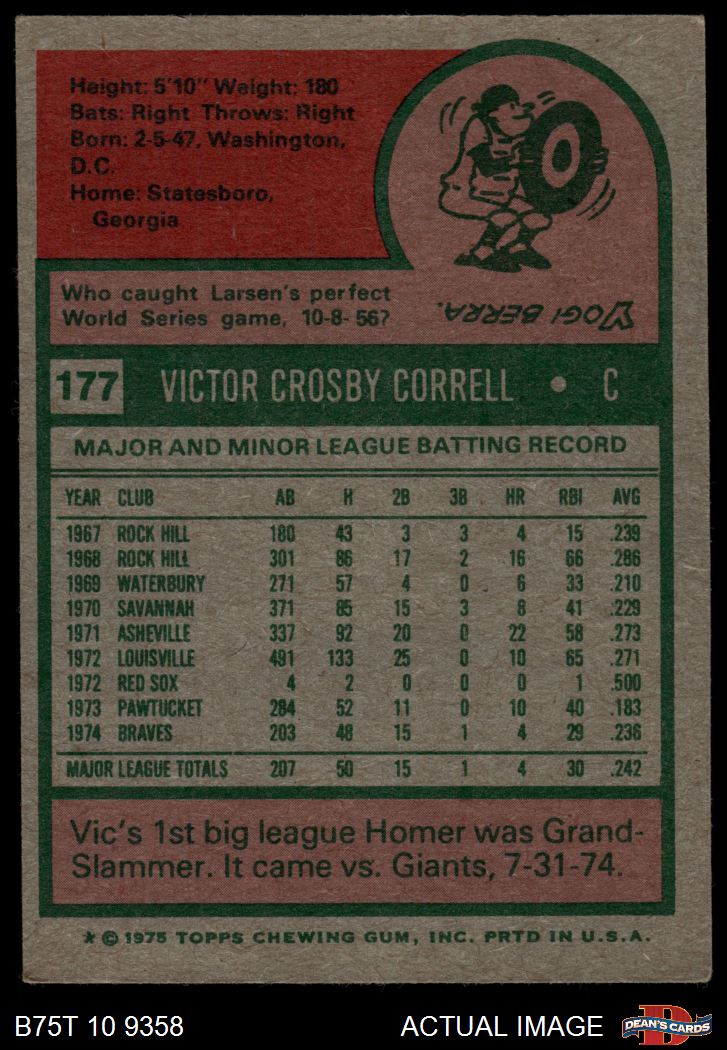 Height: 5'10" Weight: 180
Bats: Right Throws: Right
Born: 2-5-47, Washington,
D.C.
Home: Statesboro,
Georgia
Who caught Larsen's perfect
World Series game, 10-8-56?
YOGI BERRA.
177 VICTOR CROSBY CORRELL • C
MAJOR AND MINOR LEAGUE BATTING RECORD
YEAR CLUB AB H 2B 3B HR RBI AVG
1967 ROCK HILL 180 43 3 3 4 15 .239
1968 ROCK HILL 301 86 17 2 16 66 .286
1969 WATERBURY 271 57 4 0 6 33 .210
1970 SAVANNAH 371 85 15 3 8 41 .229
1971 ASHEVILLE 337 92 20 0 22 58 .273
1972 LOUISVILLE 491 133 25 0 10 65 .271
1972 RED SOX 4 2 0 0 0 1 .500
1973 PAWTUCKET 284 52 11 0 10 40 .183
1974 BRAVES 203 48 15 1 4 29 .236
MAJOR LEAGUE TOTALS 207 50 15 1 4 30 .242
Vic's 1st big league Homer was Grand-
Slammer. It came vs. Giants, 7-31-74.
* © 1975 TOPPS CHEWING GUM, INC. PRTD IN U.S.A.
B75T 10 9358 ACTUAL IMAGE D DEAN'S CARDS